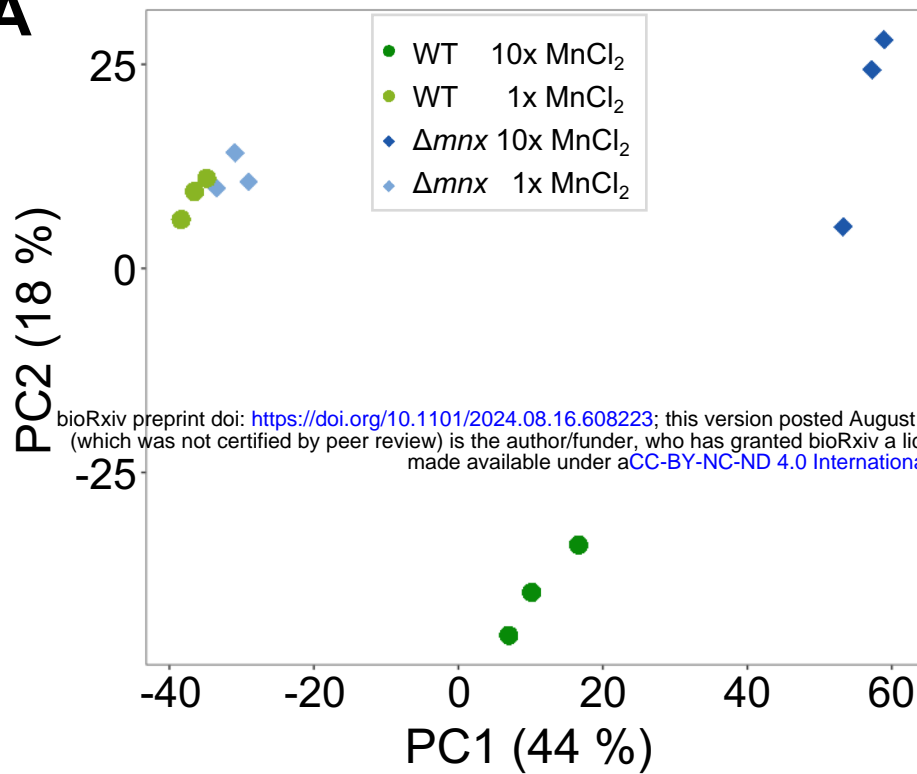 A
25
0
-25
PC2 (18 %)
WT 10x MnCl₂
WT 1x MnCl₂
Δmnx 10x MnCl₂
Δmnx 1x MnCl₂
bioRxiv preprint doi: https://doi.org/10.1101/2024.08.16.608223; this version posted August
(which was not certified by peer review) is the author/funder, who has granted bioRxiv a
made available under aCC-BY-NC-ND 4.0 Internationa
-40 -20 0 20 40 60
PC1 (44 %)